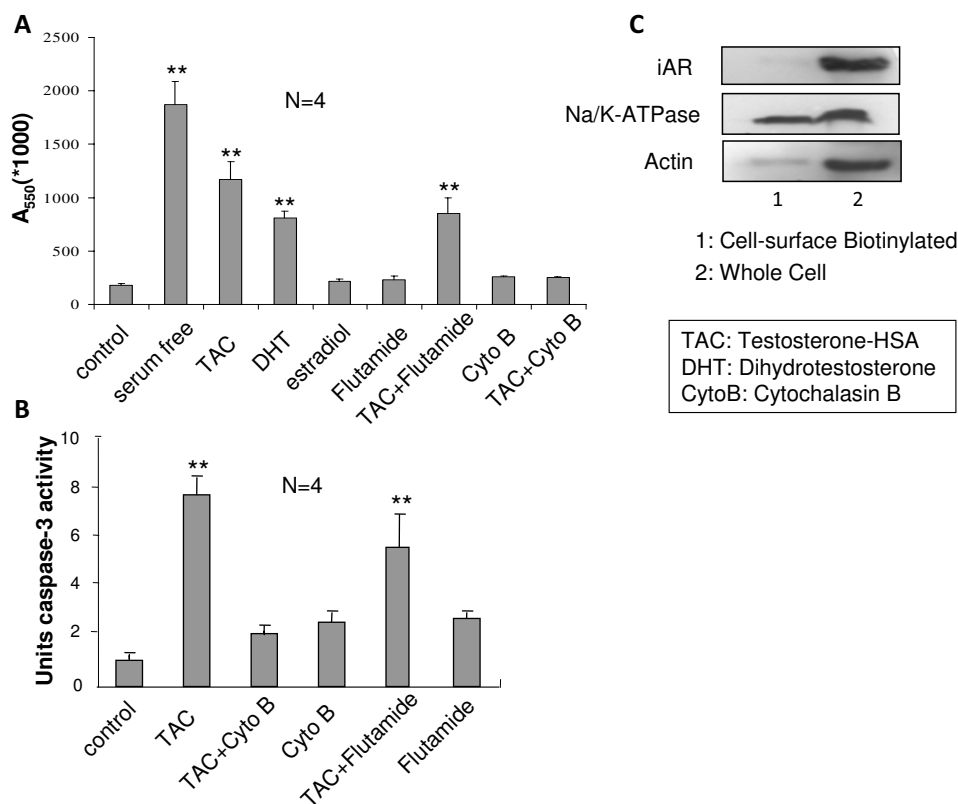 A
A550(*1000)
2500
2000
1500
1000
500
0
**
**
**
**
N=4
control
serum free
TAC
DHT
estradiol
Flutamide
TAC+Flutamide
Cyto B
TAC+Cyto B
B
Units caspase-3 activity
10
8
6
4
2
0
**
**
N=4
control
TAC
TAC+Cyto B
Cyto B
TAC+Flutamide
Flutamide
C
iAR
Na/K-ATPase
Actin
1 2
1: Cell-surface Biotinylated
2: Whole Cell
TAC: Testosterone-HSA
DHT: Dihydrotestosterone
CytoB: Cytochalasin B